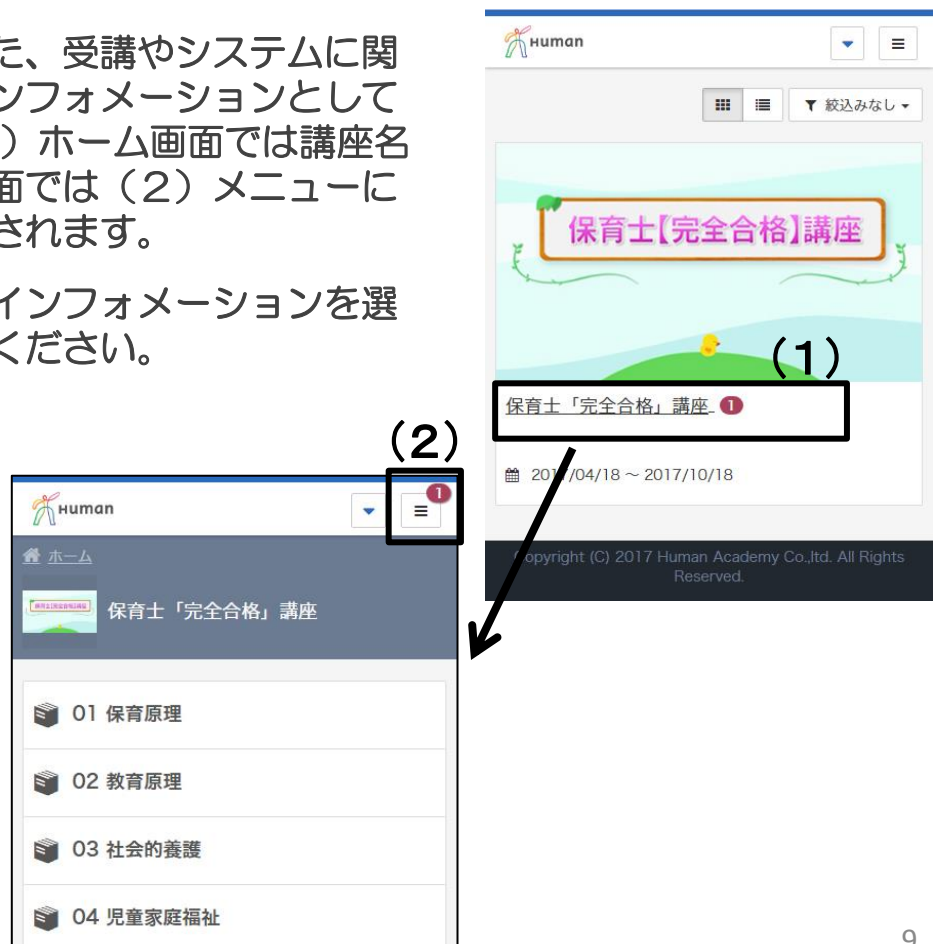 た、受講やシステムに関
ンフォメーションとして
）ホーム画面では講座名
面では（２）メニューに
されます。
インフォメーションを選
ください。
Human
絞込みなし
保育士【完全合格】講座
（１）
保育士「完全合格」講座 1
2017/04/18 ～ 2017/10/18
Copyright (C) 2017 Human Academy Co.,ltd. All Rights
Reserved.
（２）
Human
1
ホーム
保育士「完全合格」講座
01 保育原理
02 教育原理
03 社会的養護
04 児童家庭福祉
9